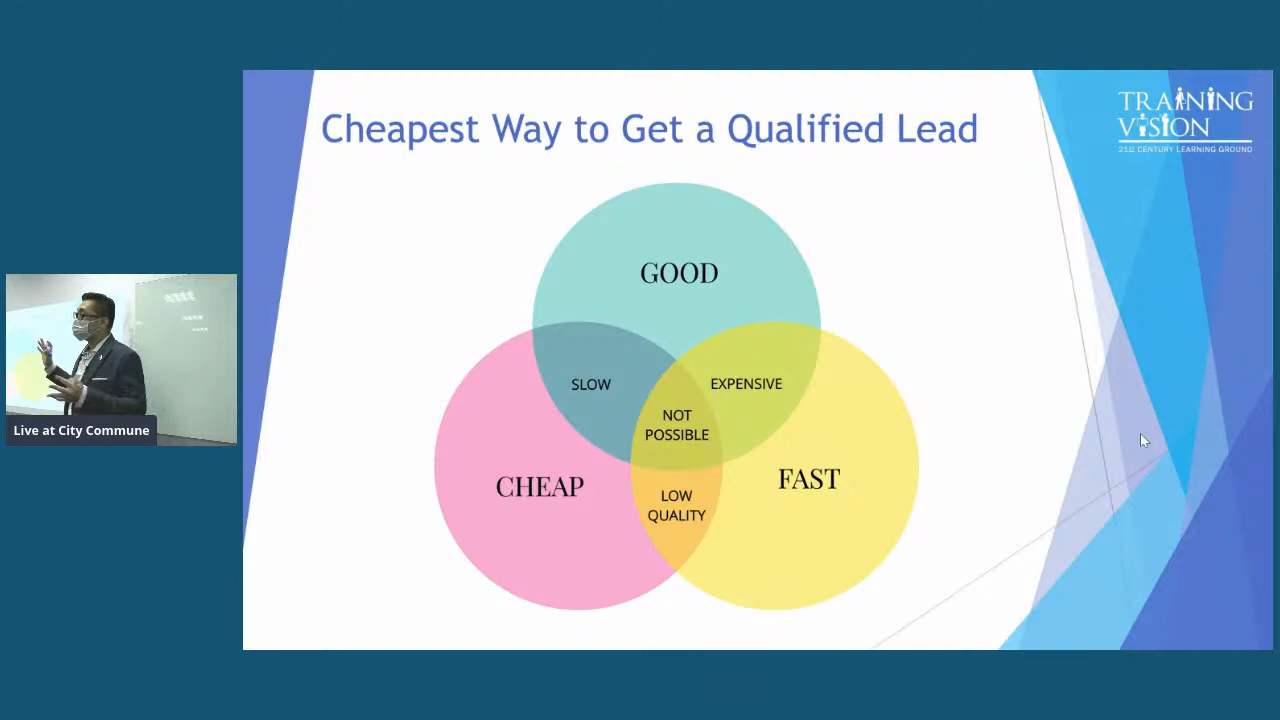 Cheapest Way to Get a Qualified Lead
TRAINING
VISION
21ST CENTURY LEARNING GROUND
GOOD
SLOW
EXPENSIVE
NOT
POSSIBLE
CHEAP
FAST
LOW
QUALITY
Live at City Commune